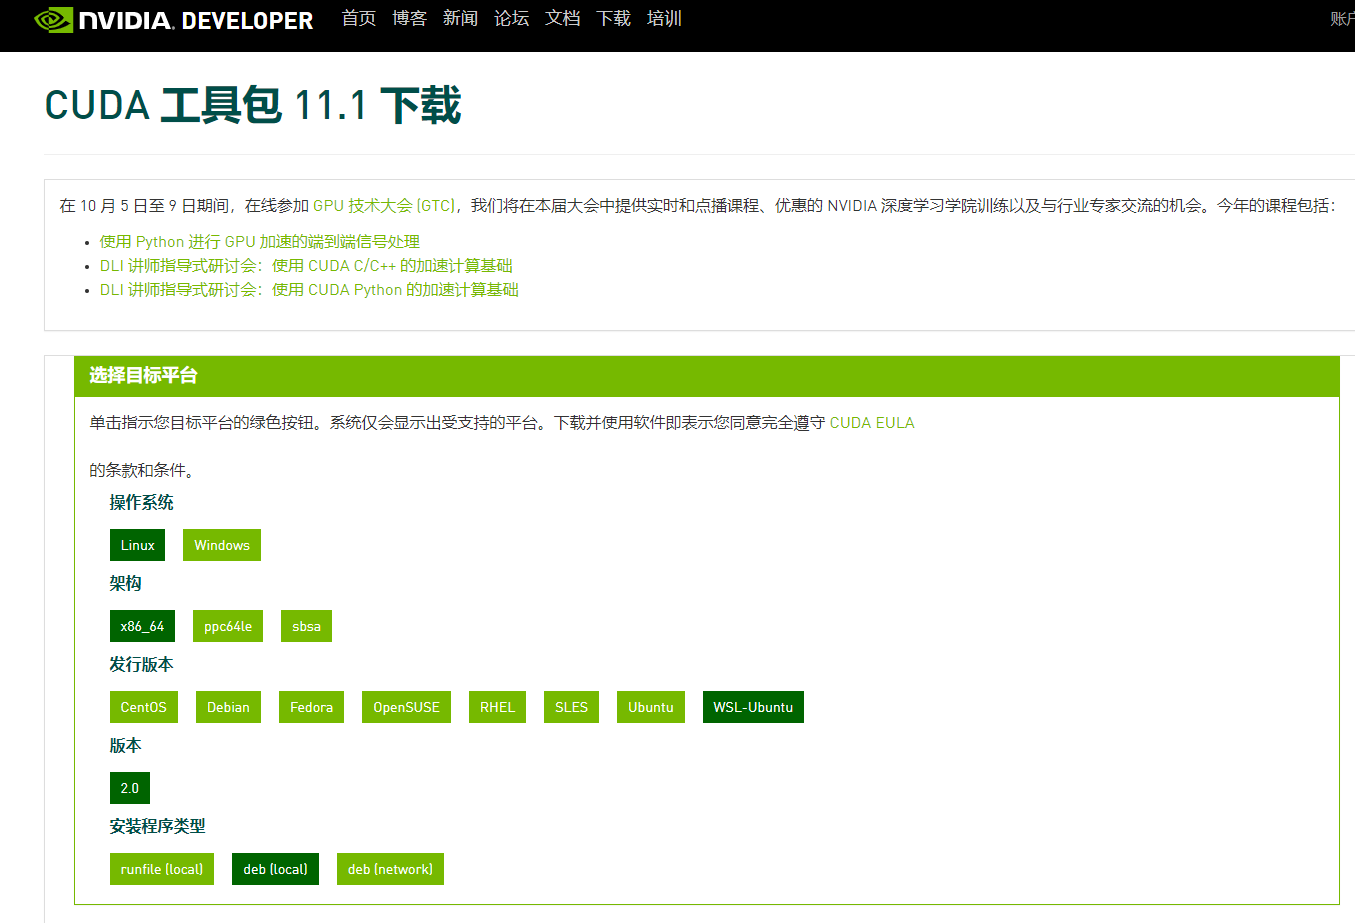 NVIDIA. DEVELOPER 首页 博客 新闻 论坛 文档 下载 培训
CUDA 工具包 11.1 下载
在 10 月 5 日至 9 日期间，在线参加 GPU 技术大会 (GTC)，我们将在本届大会中提供实时和点播课程、优惠的 NVIDIA 深度学习学院训练以及与行业专家交流的机会。今年的课程包括：
使用 Python 进行 GPU 加速的端到端信号处理
DLI 讲师指导式研讨会：使用 CUDA C/C++ 的加速计算基础
DLI 讲师指导式研讨会：使用 CUDA Python 的加速计算基础
选择目标平台
单击指示您目标平台的绿色按钮。系统仅会显示出受支持的平台。下载并使用软件即表示您同意完全遵守 CUDA EULA
的条款和条件。
操作系统
Linux Windows
架构
x86_64 ppc64le sbsa
发行版本
CentOS Debian Fedora OpenSUSE RHEL SLES Ubuntu WSL-Ubuntu
版本
2.0
安装程序类型
runfile (local) deb (local) deb (network)